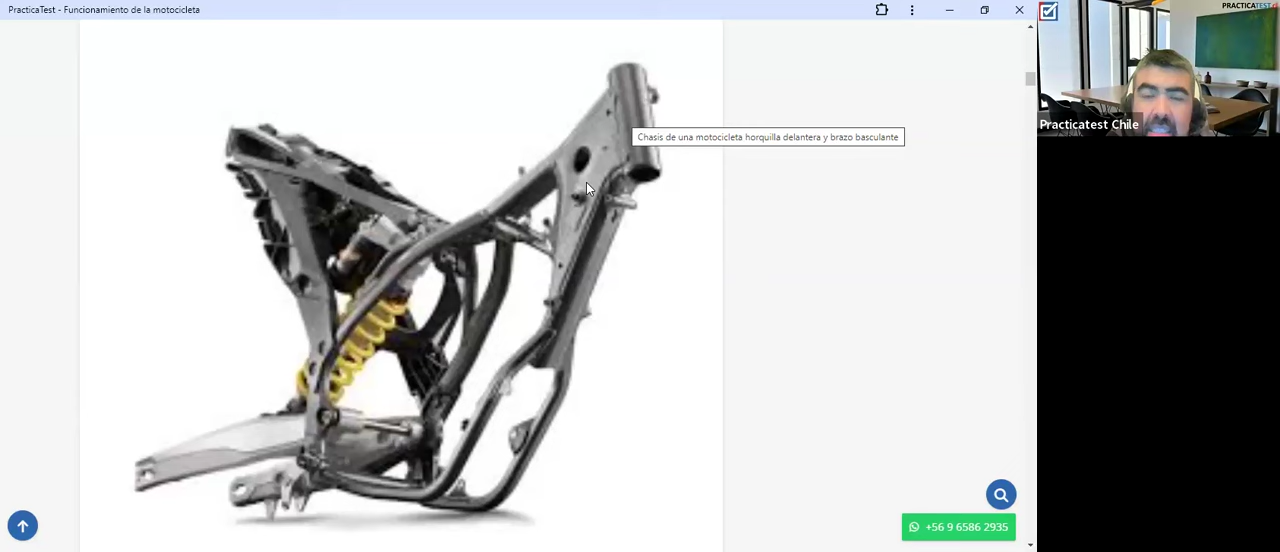 PracticaTest - Funcionamiento de la motocicleta
PRACTICATEST
Practicatest Chile
Chasis de una motocicleta horquilla delantera y brazo basculante
+56 9 6586 2935